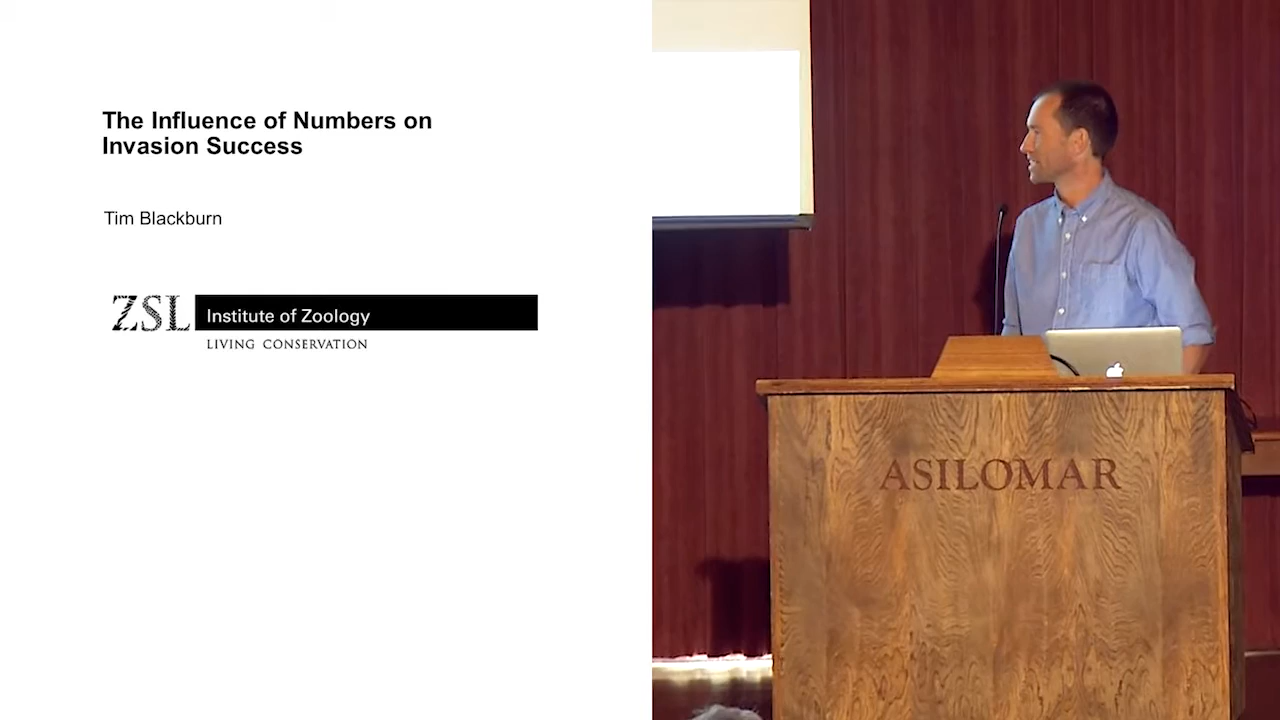 The Influence of Numbers on
Invasion Success
Tim Blackburn
ZSL
Institute of Zoology
LIVING CONSERVATION
ASILOMAR